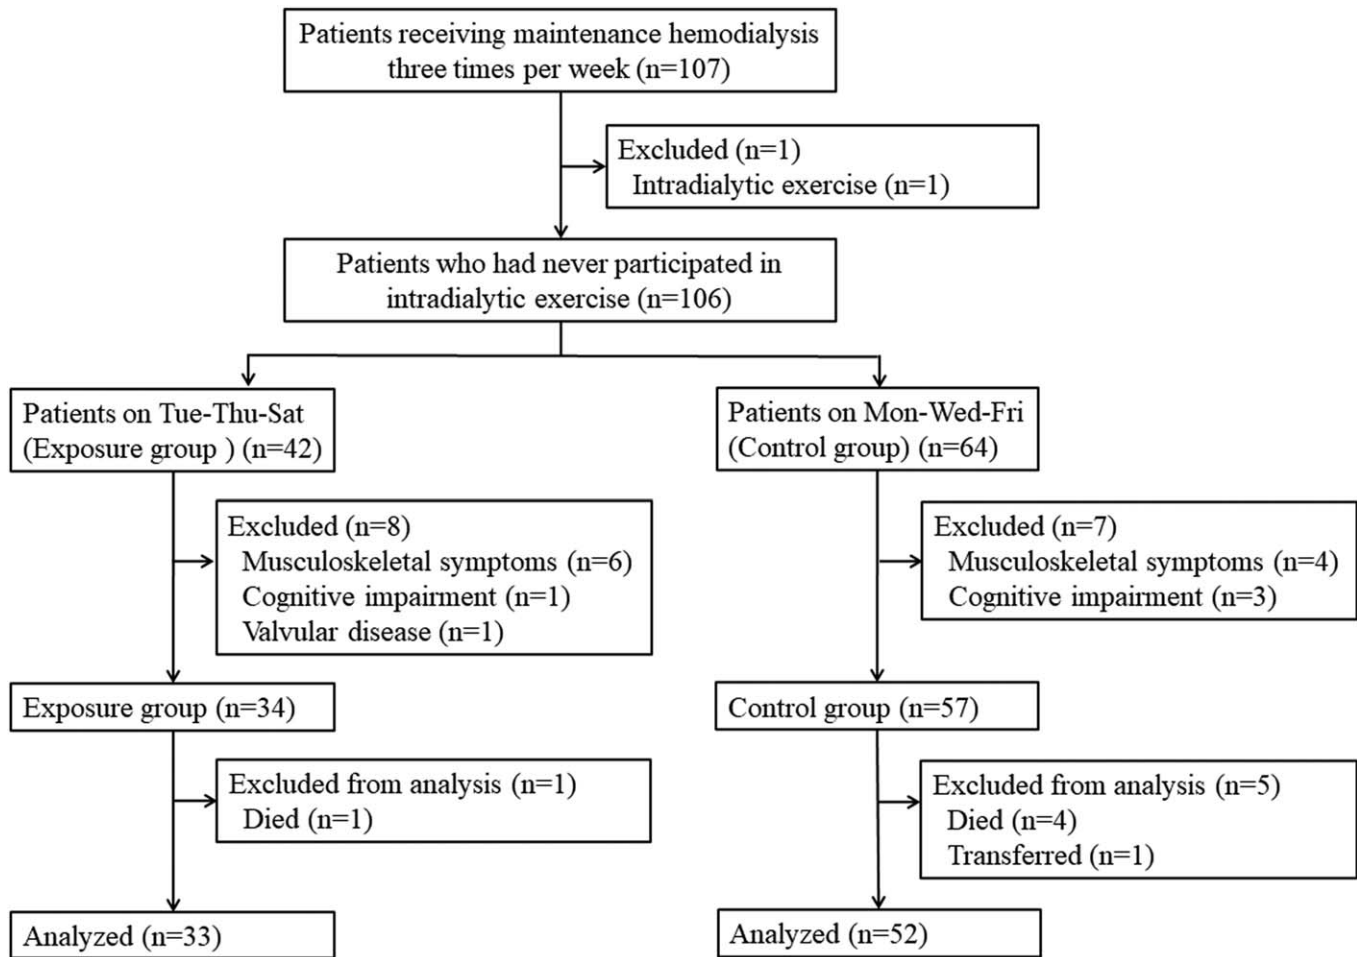 Patients receiving maintenance hemodialysis
three times per week (n=107)
Excluded (n=1)
Intradialytic exercise (n=1)
Patients who had never participated in
intradialytic exercise (n=106)
Patients on Tue-Thu-Sat
(Exposure group ) (n=42)
Patients on Mon-Wed-Fri
(Control group) (n=64)
Excluded (n=8)
Musculoskeletal symptoms (n=6)
Cognitive impairment (n=1)
Valvular disease (n=1)
Excluded (n=7)
Musculoskeletal symptoms (n=4)
Cognitive impairment (n=3)
Exposure group (n=34)
Control group (n=57)
Excluded from analysis (n=1)
Died (n=1)
Excluded from analysis (n=5)
Died (n=4)
Transferred (n=1)
Analyzed (n=33)
Analyzed (n=52)